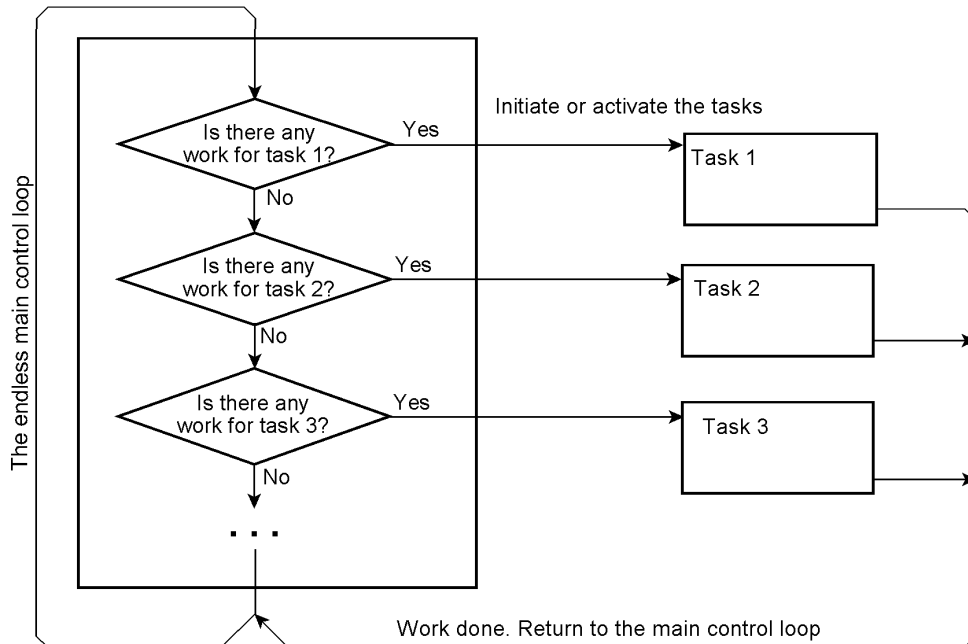 Initiate or activate the tasks
Is there any
work for task 1?
Yes
Task 1
No
Is there any
work for task 2?
Yes
Task 2
No
Is there any
work for task 3?
Yes
Task 3
No
. . .
The endless main control loop
Work done. Return to the main control loop